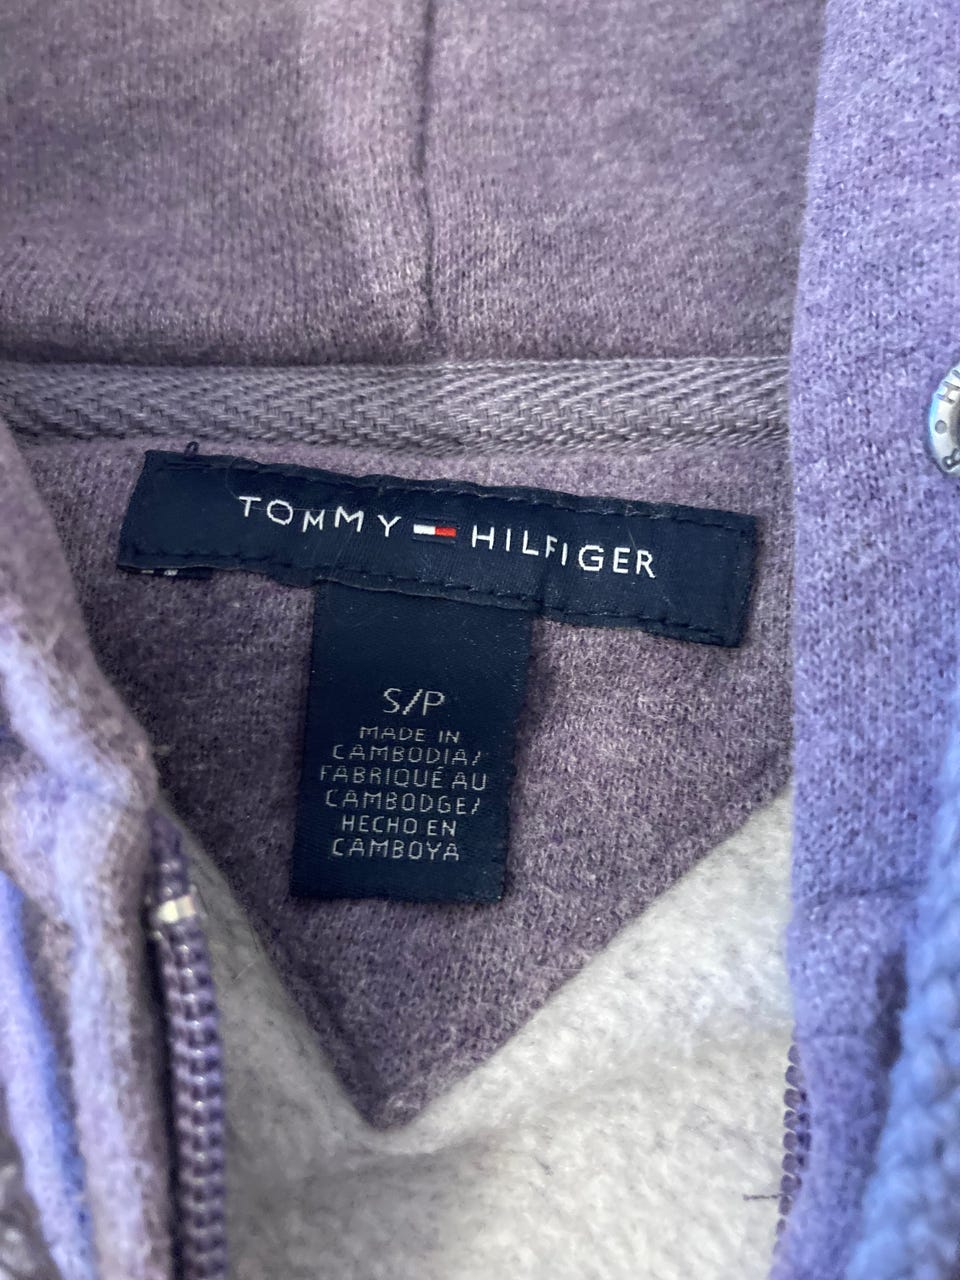 TOMMY HILFIGER
S/P
MADE IN
CAMBODIA/
FABRIQUÉ AU
CAMBODGE/
HECHO EN
CAMBOYA